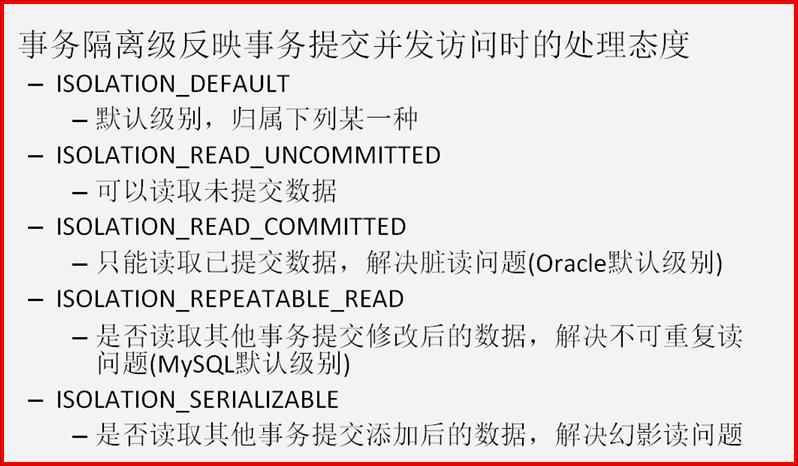 事务隔离级反映事务提交并发访问时的处理态度
– ISOLATION_DEFAULT
– 默认级别，归属下列某一种
– ISOLATION_READ_UNCOMMITTED
– 可以读取未提交数据
– ISOLATION_READ_COMMITTED
– 只能读取已提交数据，解决脏读问题(Oracle默认级别)
– ISOLATION_REPEATABLE_READ
– 是否读取其他事务提交修改后的数据，解决不可重复读
问题(MySQL默认级别)
– ISOLATION_SERIALIZABLE
– 是否读取其他事务提交添加后的数据，解决幻影读问题